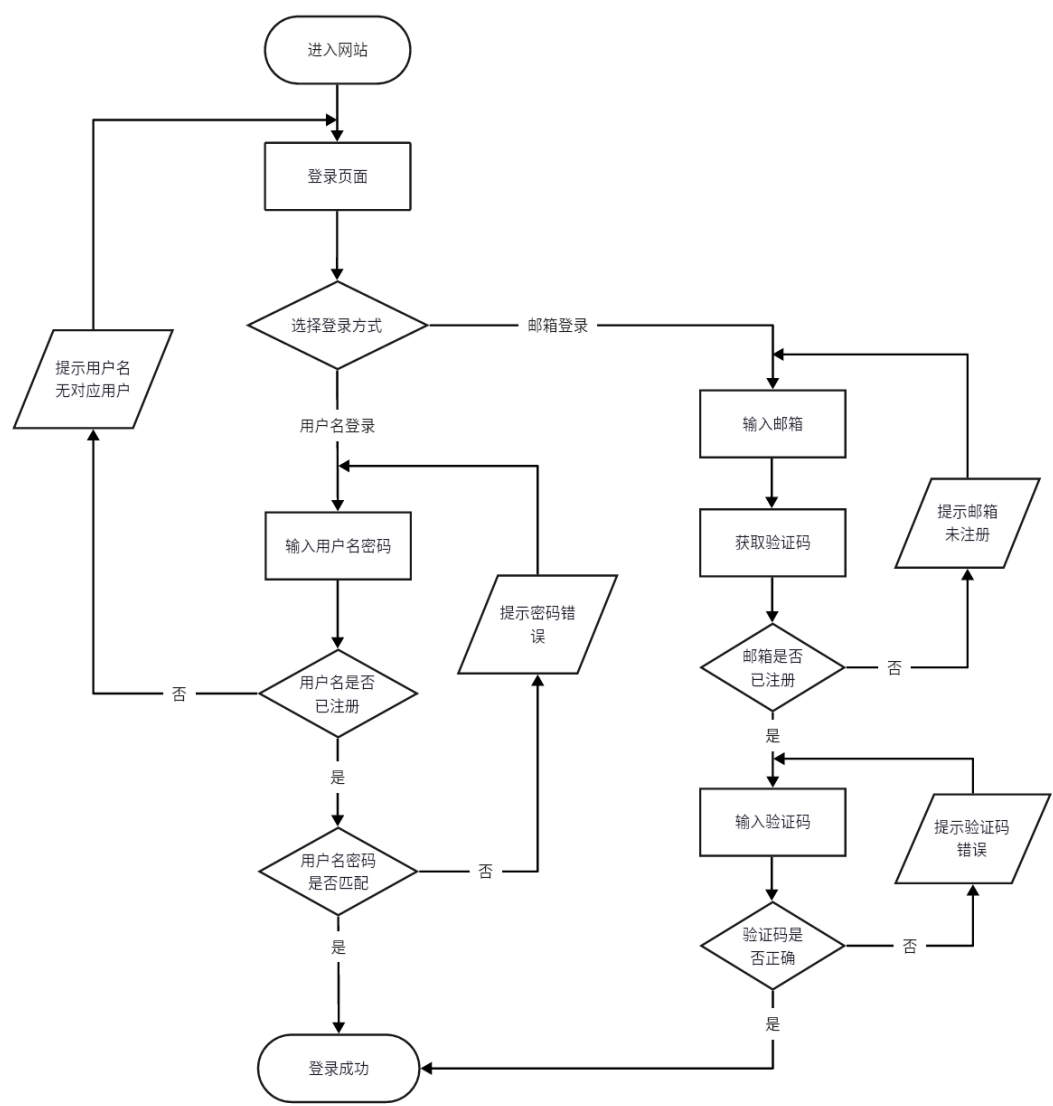 进入网站
登录页面
选择登录方式
邮箱登录
提示用户名
无对应用户
用户名登录
输入邮箱
输入用户名密码
获取验证码
提示邮箱
未注册
提示密码错
误
用户名是否
已注册
否
邮箱是否
已注册
否
是
是
输入验证码
提示验证码
错误
用户名密码
是否匹配
否
是
验证码是
否正确
否
是
登录成功